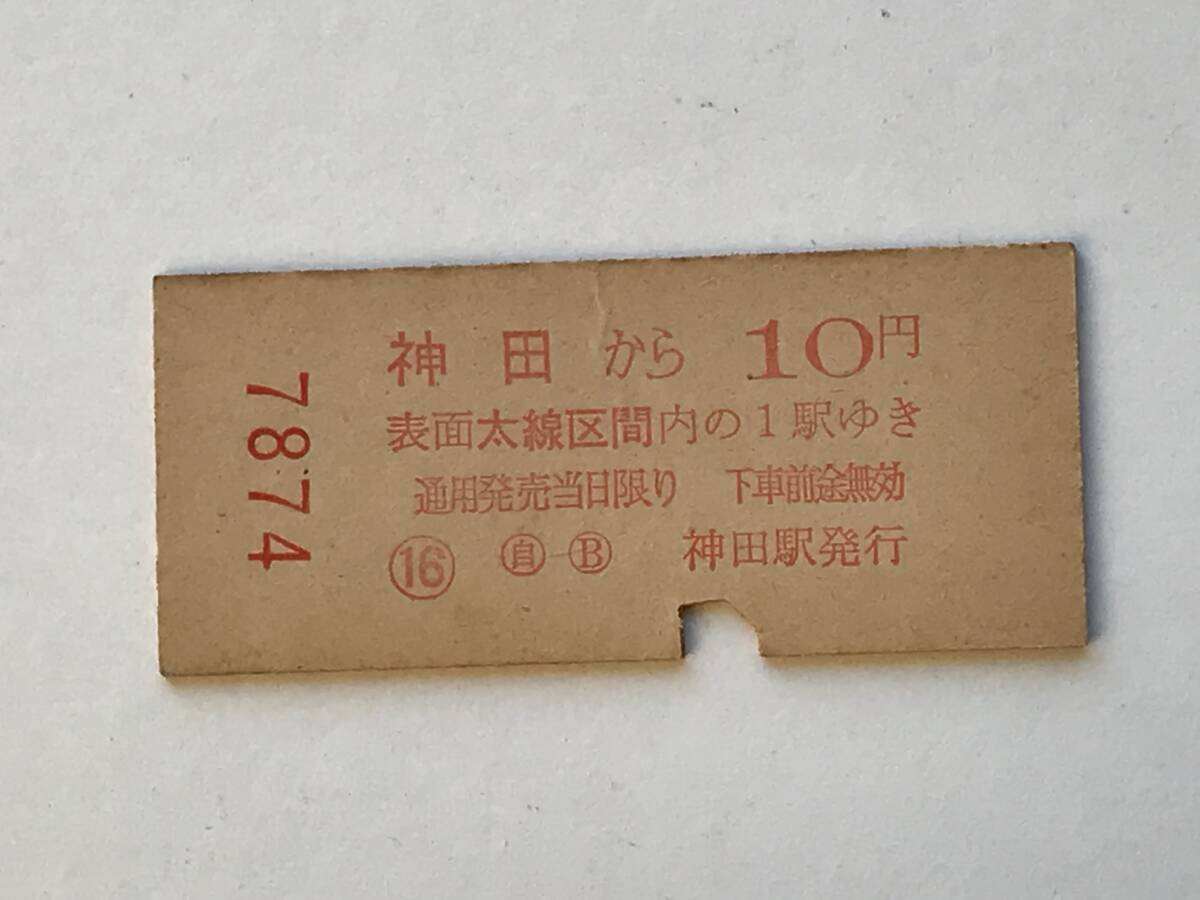 神田から10円
表面太線区間内の1駅ゆき
通用発売当日限り 下車前途無効
⑯ ㊀自 Ⓑ 神田駅発行
7874